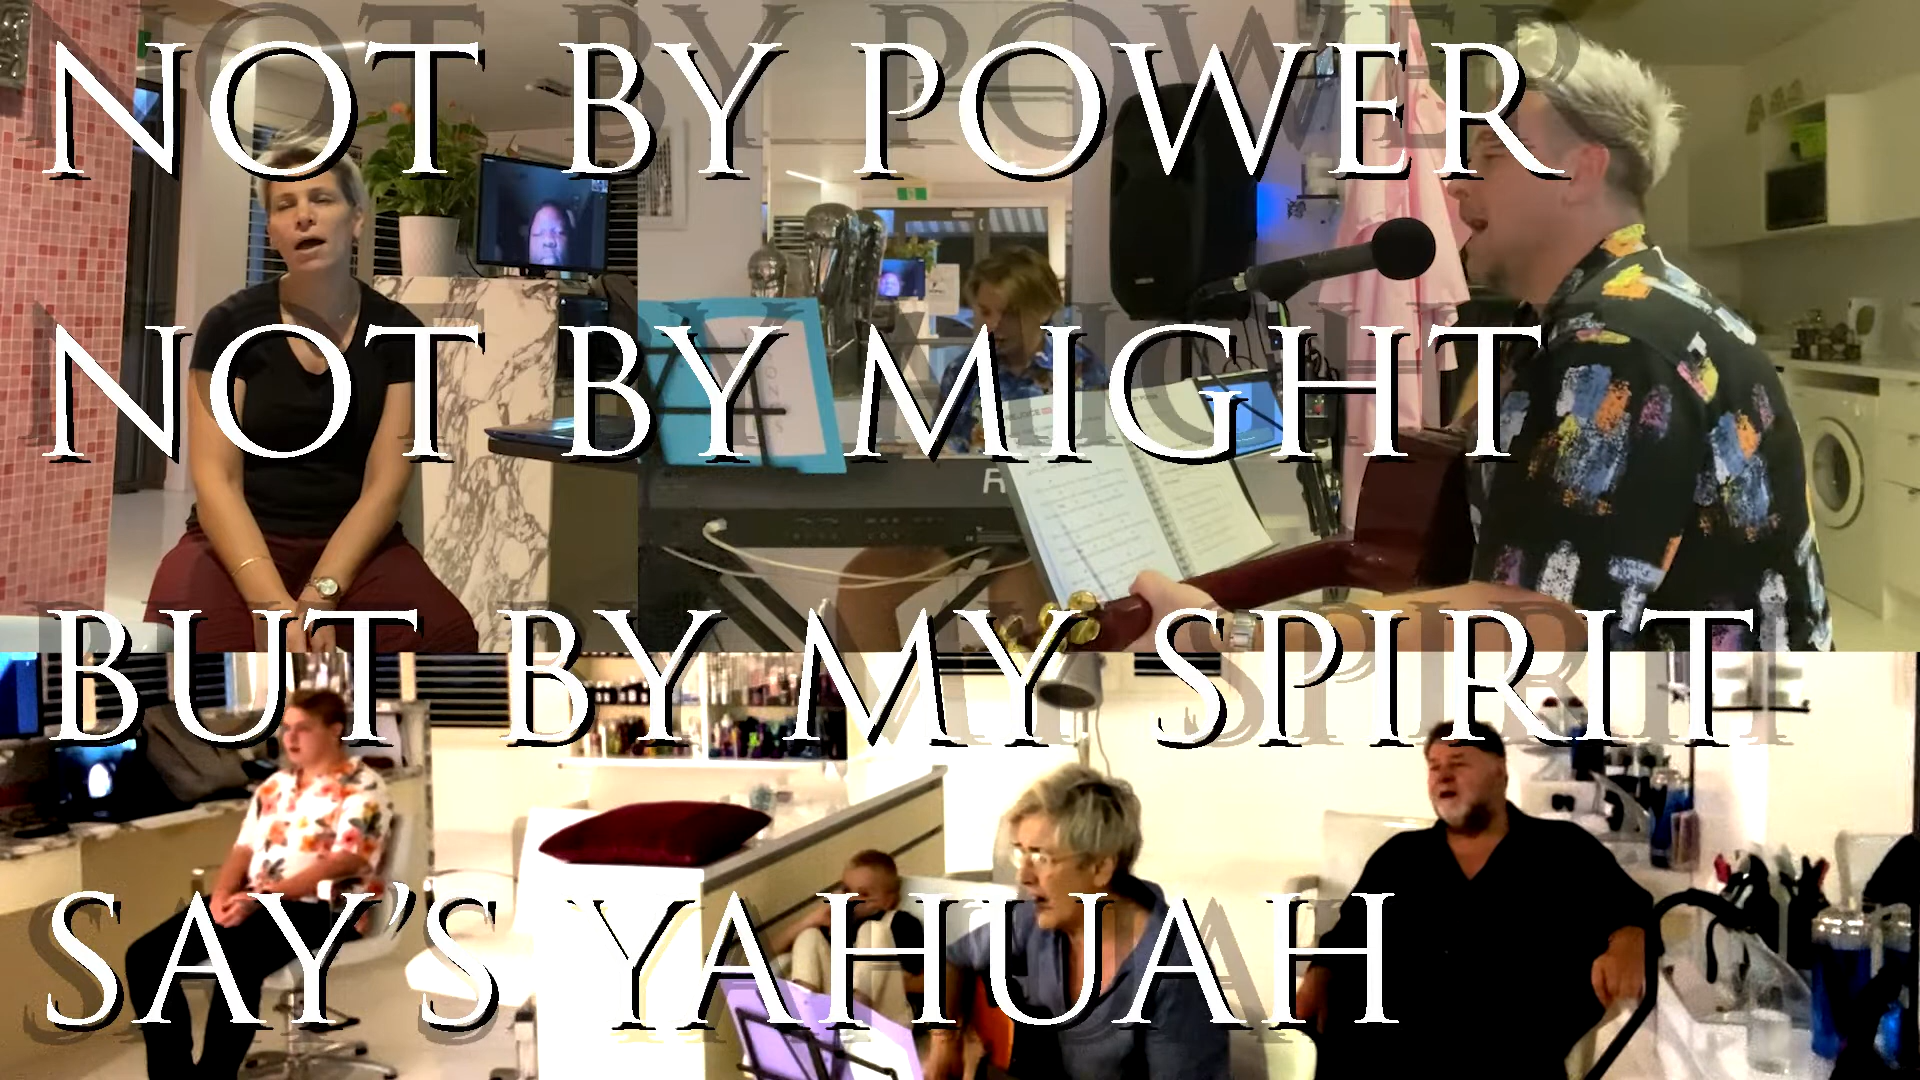 NOT BY POWER
NOT BY MIGHT
BUT BY MY SPIRIT
SAY'S YAHUAH